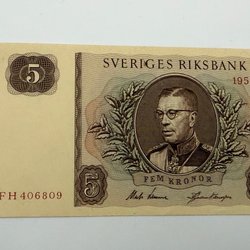 SVERIGES RIKSBANK
5
195
FH406809
FEM KRONOR
5